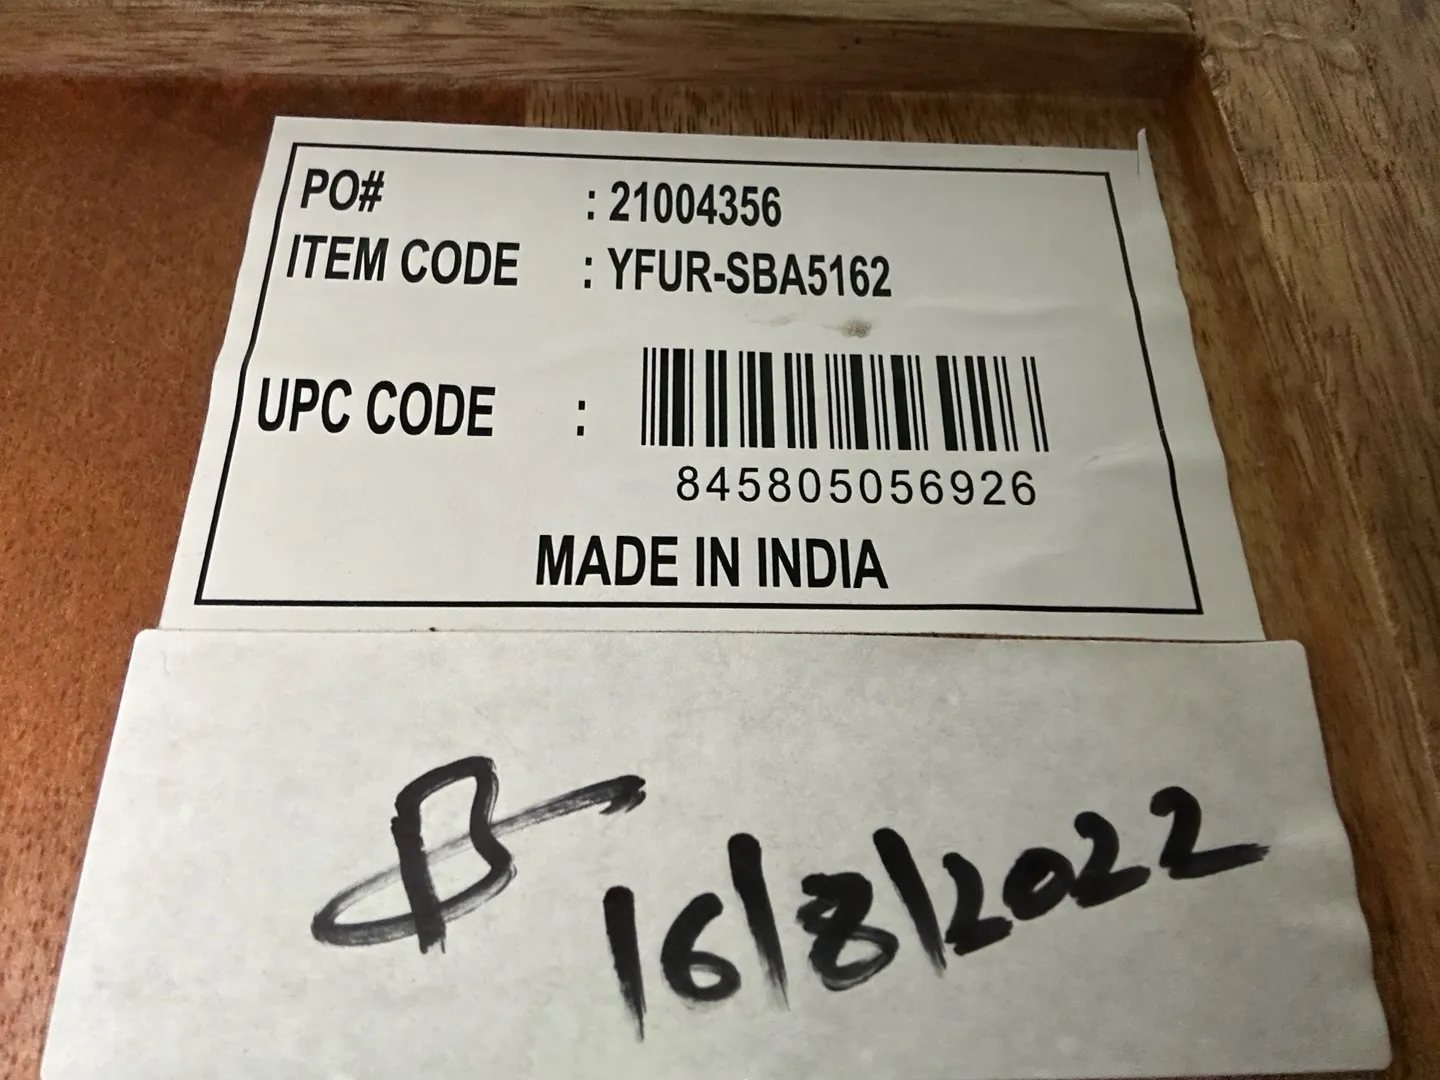 PO# : 21004356
ITEM CODE : YFUR-SBA5162
UPC CODE :
845805056926
MADE IN INDIA
16/8/2022